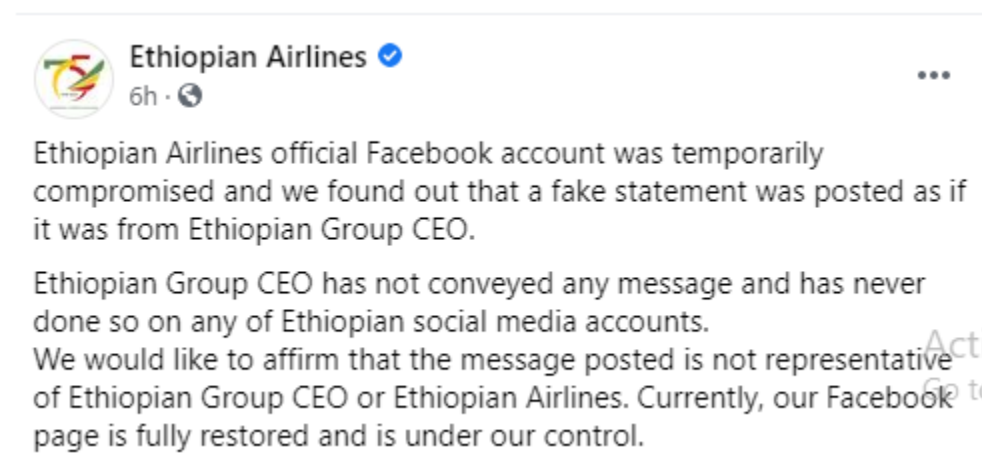 Ethiopian Airlines
6h ·
Ethiopian Airlines official Facebook account was temporarily
compromised and we found out that a fake statement was posted as if
it was from Ethiopian Group CEO.
Ethiopian Group CEO has not conveyed any message and has never
done so on any of Ethiopian social media accounts.
We would like to affirm that the message posted is not representative
of Ethiopian Group CEO or Ethiopian Airlines. Currently, our Facebook
page is fully restored and is under our control.
Act
Go to